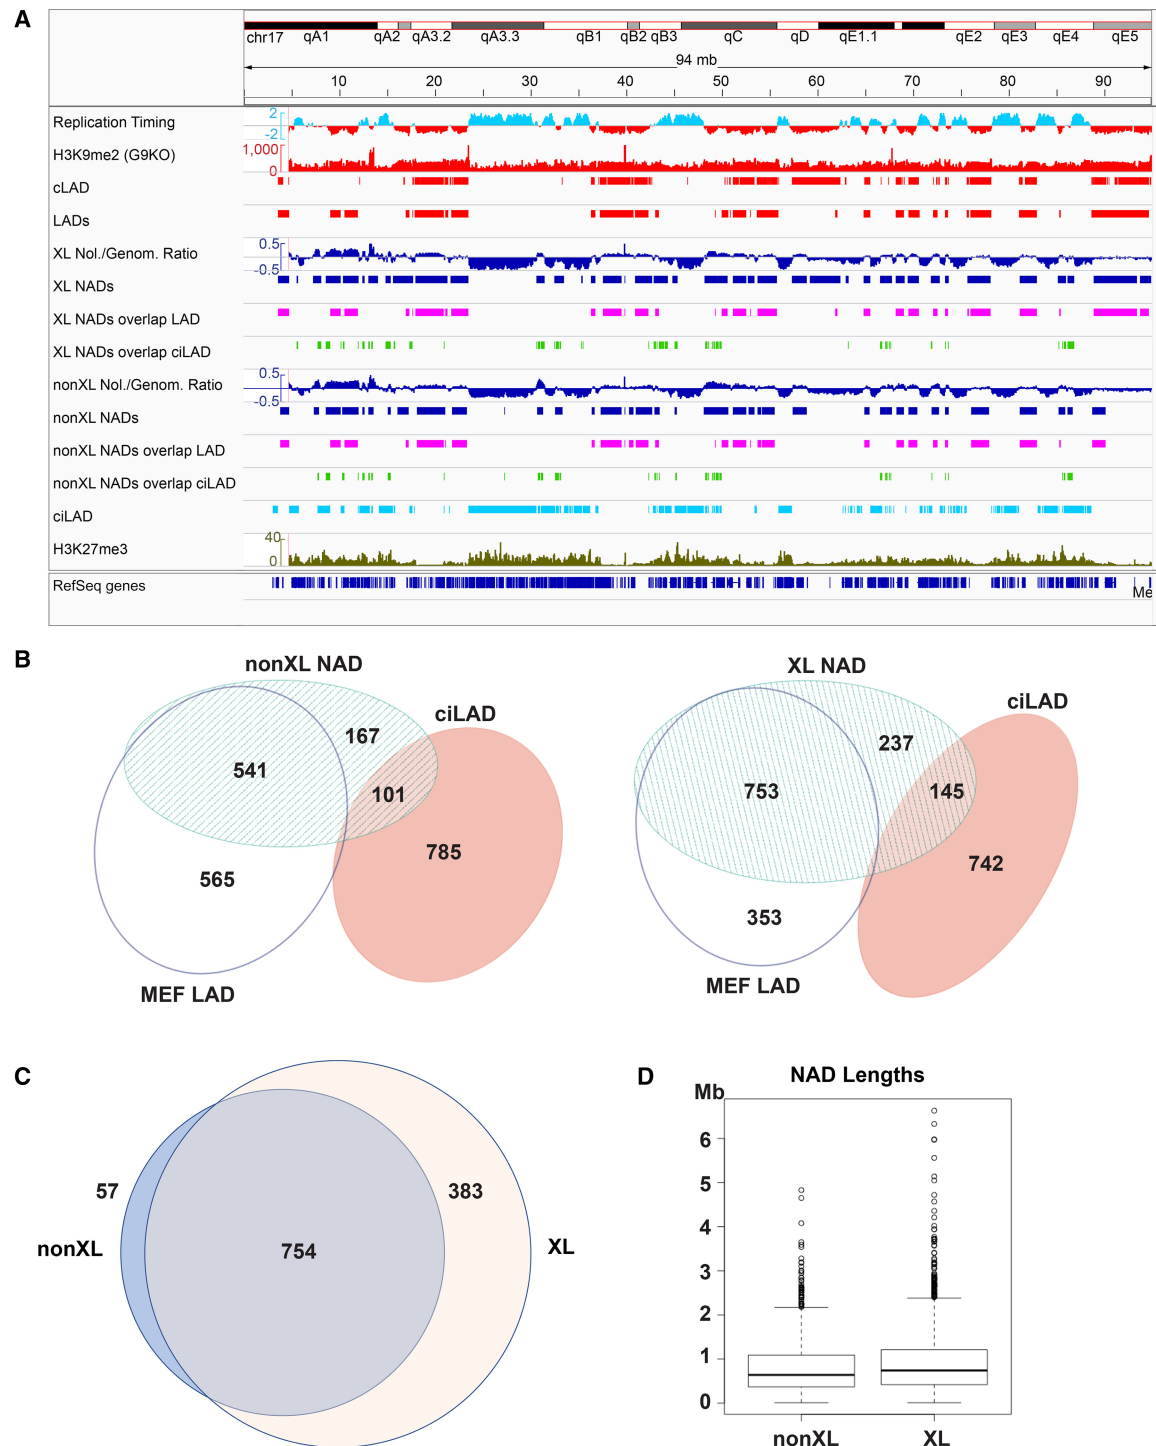 A
chr17 qA1 qA2 qA3.2 qA3.3 qB1 qB2 qB3 qC qD qE1.1 qE2 qE3 qE4 qE5
94 mb
10 20 30 40 50 60 70 80 90
Replication Timing 2 -2
H3K9me2 (G9KO) 1,000 0
cLAD
LADs
XL Nol./Genom. Ratio 0.5 -0.5
XL NADs
XL NADs overlap LAD
XL NADs overlap ciLAD
nonXL Nol./Genom. Ratio 0.5 -0.5
nonXL NADs
nonXL NADs overlap LAD
nonXL NADs overlap ciLAD
ciLAD
H3K27me3 40 0
RefSeq genes
Me
B
nonXL NAD
ciLAD
167
541
101
785
565
MEF LAD
XL NAD
ciLAD
237
753
145
742
353
MEF LAD
C
57
383
nonXL
754
XL
D
NAD Lengths
Mb
6
5
4
3
2
1
0
nonXL XL